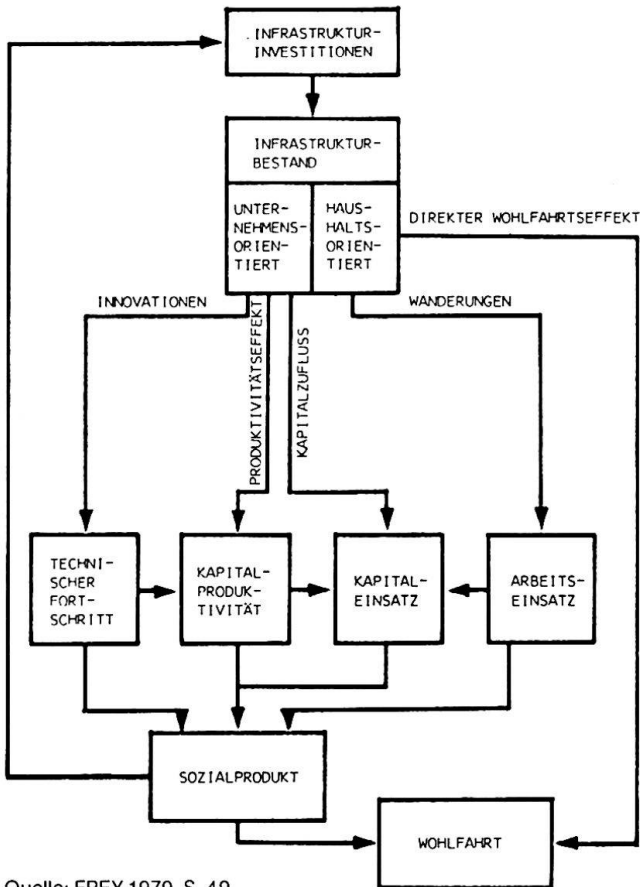 INFRASTRUKTUR-
INVESTITIONEN
INFRASTRUKTUR-
BESTAND
UNTER-
NEHMENS-
ORIEN-
TIERT
HAUS-
HALTS-
ORIEN-
TIERT
DIREKTER WOHLFAHRTSEFFEKT
INNOVATIONEN
PRODUKTIVITÄTSEFFEKT
KAPITALZUFLUSS
WANDERUNGEN
TECHNI-
SCHER
FORT-
SCHRITT
KAPITAL-
PRODUK-
TIVITÄT
KAPITAL-
EINSATZ
ARBEITS-
EINSATZ
SOZIALPRODUKT
WOHLFAHRT
Quelle: FREY 1979, S. 49